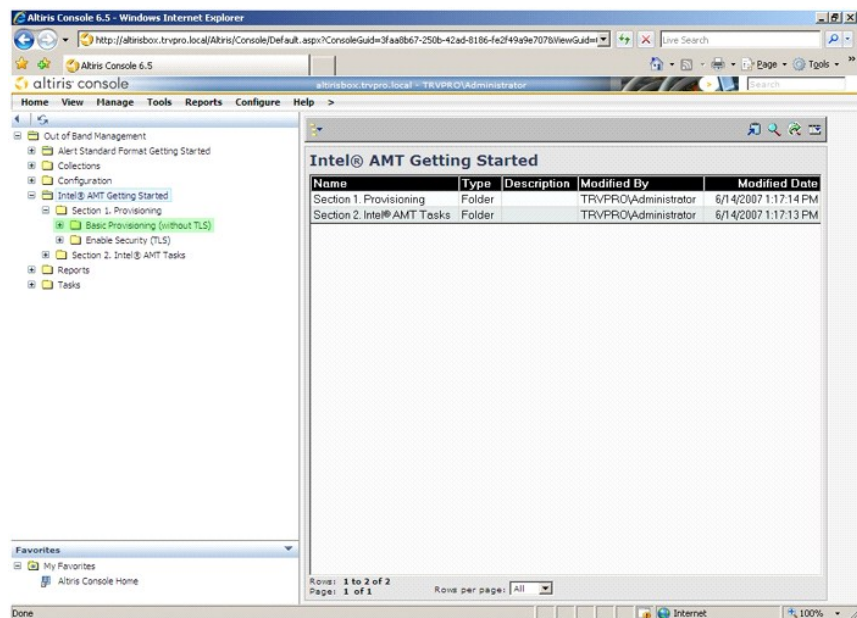 Altiris Console 6.5 - Windows Internet Explorer
http://altirisbox.trvpro.local/Altiris/Console/Default.aspx?ConsoleGuid=3faa8b67-250b-42ad-8186-fe2f49a9e707&ViewGuid=
Live Search
Altiris Console 6.5
Page
Tools
altiris console
altirisbox.trvpro.local - TRVPRO\Administrator
Search
Home View Manage Tools Reports Configure Help >
Out of Band Management
Alert Standard Format Getting Started
Collections
Configuration
Intel® AMT Getting Started
Section 1. Provisioning
Basic Provisioning (without TLS)
Enable Security (TLS)
Section 2. Intel® AMT Tasks
Reports
Tasks
Intel® AMT Getting Started
Name Type Description Modified By Modified Date
Section 1. Provisioning Folder TRVPRO\Administrator 6/14/2007 1:17:14 PM
Section 2. Intel® AMT Tasks Folder TRVPRO\Administrator 6/14/2007 1:17:13 PM
Favorites
My Favorites
Altiris Console Home
Rows: 1 to 2 of 2
Page: 1 of 1 Rows per page: All
Done Internet 100%